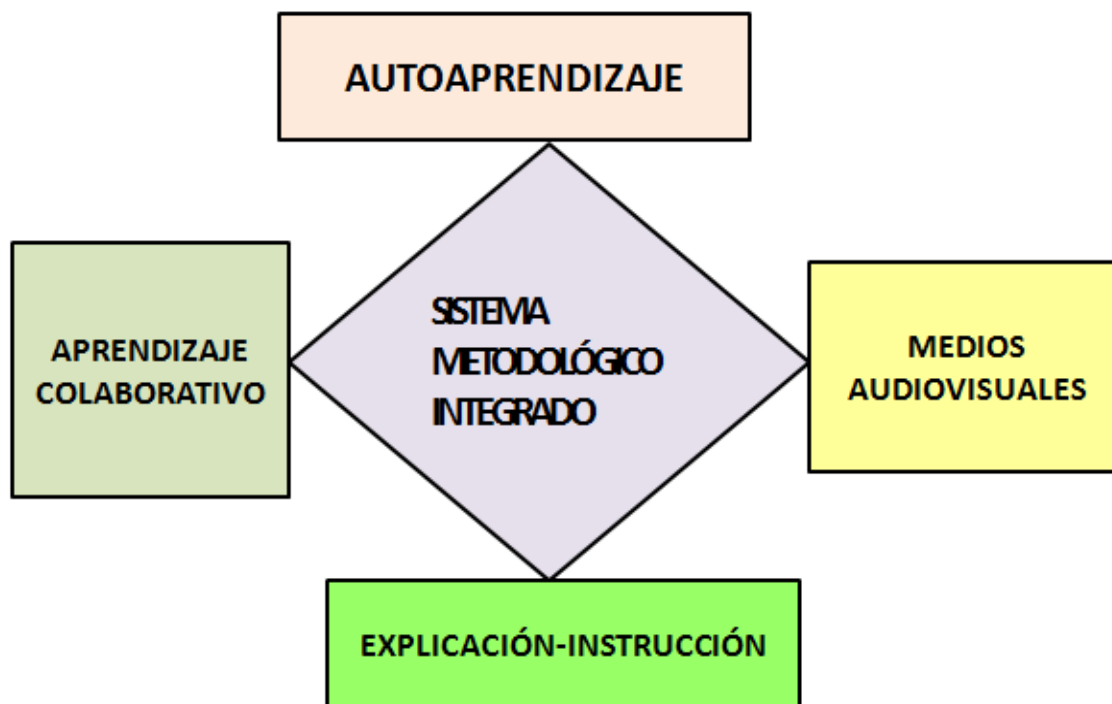 AUTOAPRENDIZAJE
APRENDIZAJE
COLABORATIVO
SISTEMA
METODOLÓGICO
INTEGRADO
MEDIOS
AUDIOVISUALES
EXPLICACIÓN-INSTRUCCIÓN